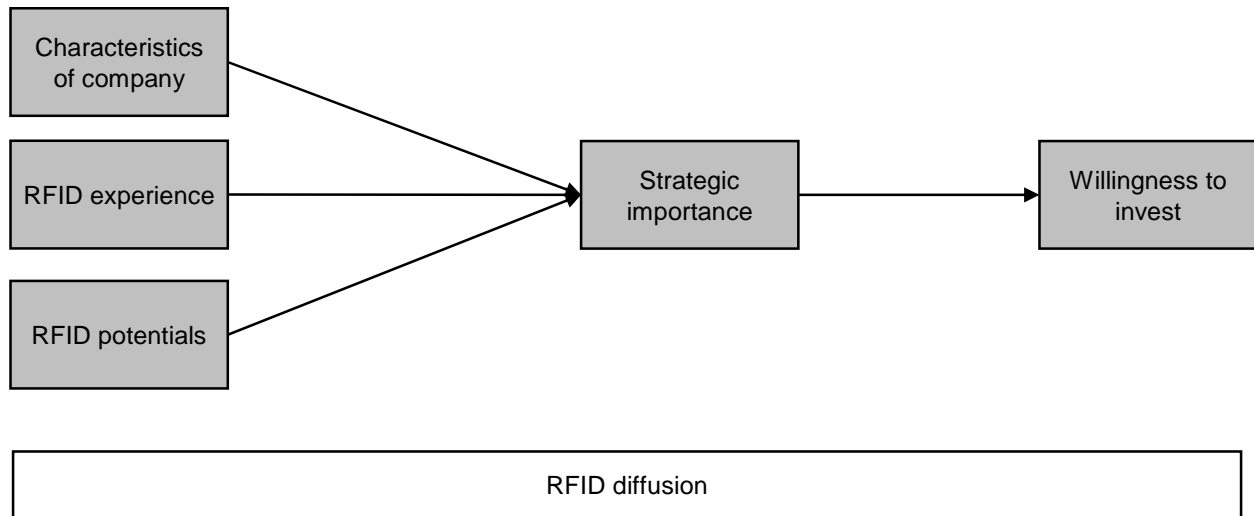 Characteristics
of company
RFID experience
RFID potentials
Strategic
importance
Willingness to
invest
RFID diffusion